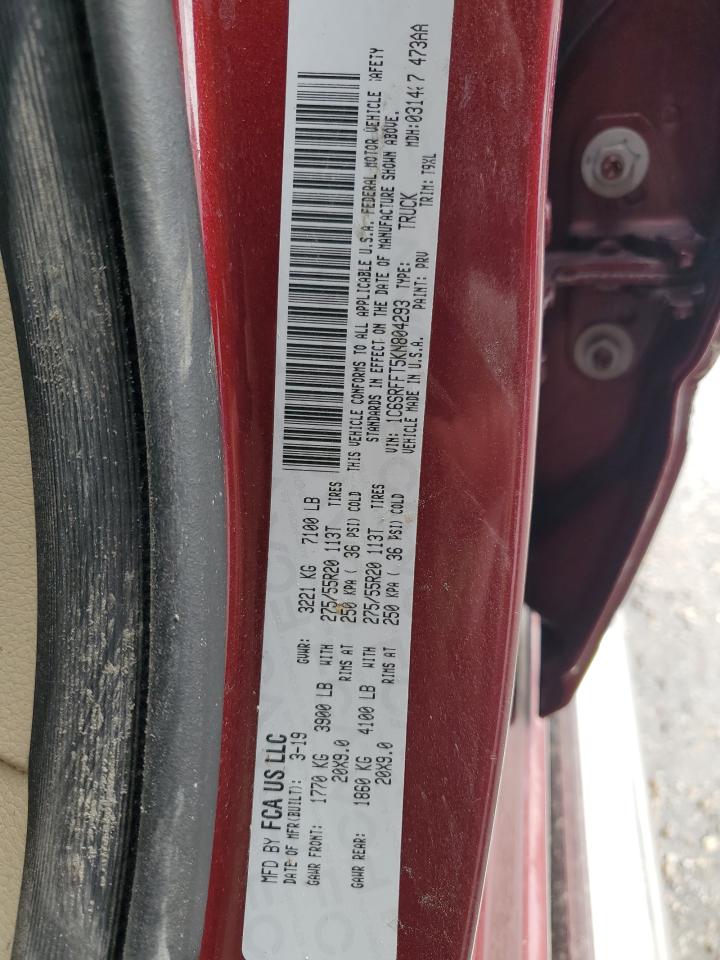 MFD BY FCA US LLC
DATE OF MFR(BUILT): 3-19 GVWR: 3221 KG 7100 LB
GAWR FRONT: 1770 KG 3900 LB WITH 275/55R20 113T TIRES
20X9.0 RIMS AT 250 KPA ( 36 PSI) COLD
GAWR REAR: 1860 KG 4100 LB WITH 275/55R20 113T TIRES
20X9.0 RIMS AT 250 KPA ( 36 PSI) COLD
THIS VEHICLE CONFORMS TO ALL APPLICABLE U.S.A. FEDERAL MOTOR VEHICLE
STANDARDS IN EFFECT ON THE DATE OF MANUFACTURE SHOWN ABOVE.
VIN: 1C6SRFFT5KN804293 TYPE: TRUCK MDH: 473AA
VEHICLE MADE IN U.S.A. PAINT: PRV TRIM: T9XL